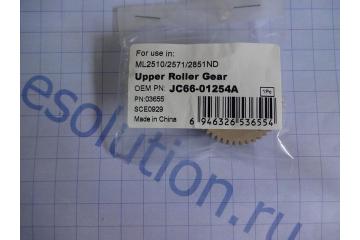 For use in:
ML2510/2571/2851ND
Upper Roller Gear
OEM PN: JC66-01254A
PN:03655
SCE0929
Made in China
1Pc
6 946326 536554
esolution.ru